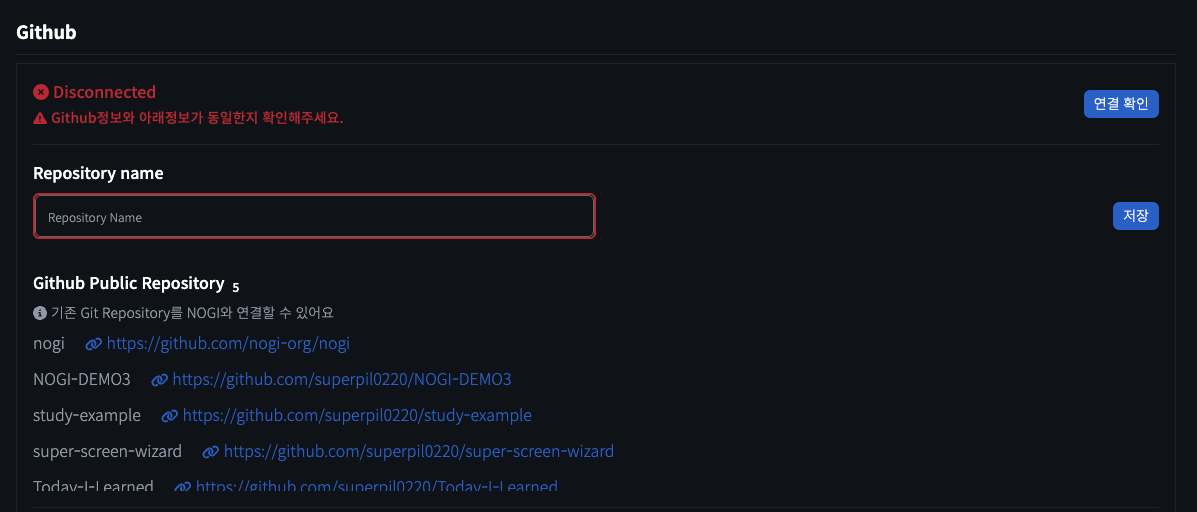 Github
Disconnected
Github정보와 아래정보가 동일한지 확인해주세요.
연결 확인
Repository name
Repository Name
저장
Github Public Repository 5
기존 Git Repository를 NOGI와 연결할 수 있어요
nogi https://github.com/nogi-org/nogi
NOGI-DEMO3 https://github.com/superpil0220/NOGI-DEMO3
study-example https://github.com/superpil0220/study-example
super-screen-wizard https://github.com/superpil0220/super-screen-wizard
Today-I-Learned https://github.com/superpil0220/Today-I-Learned